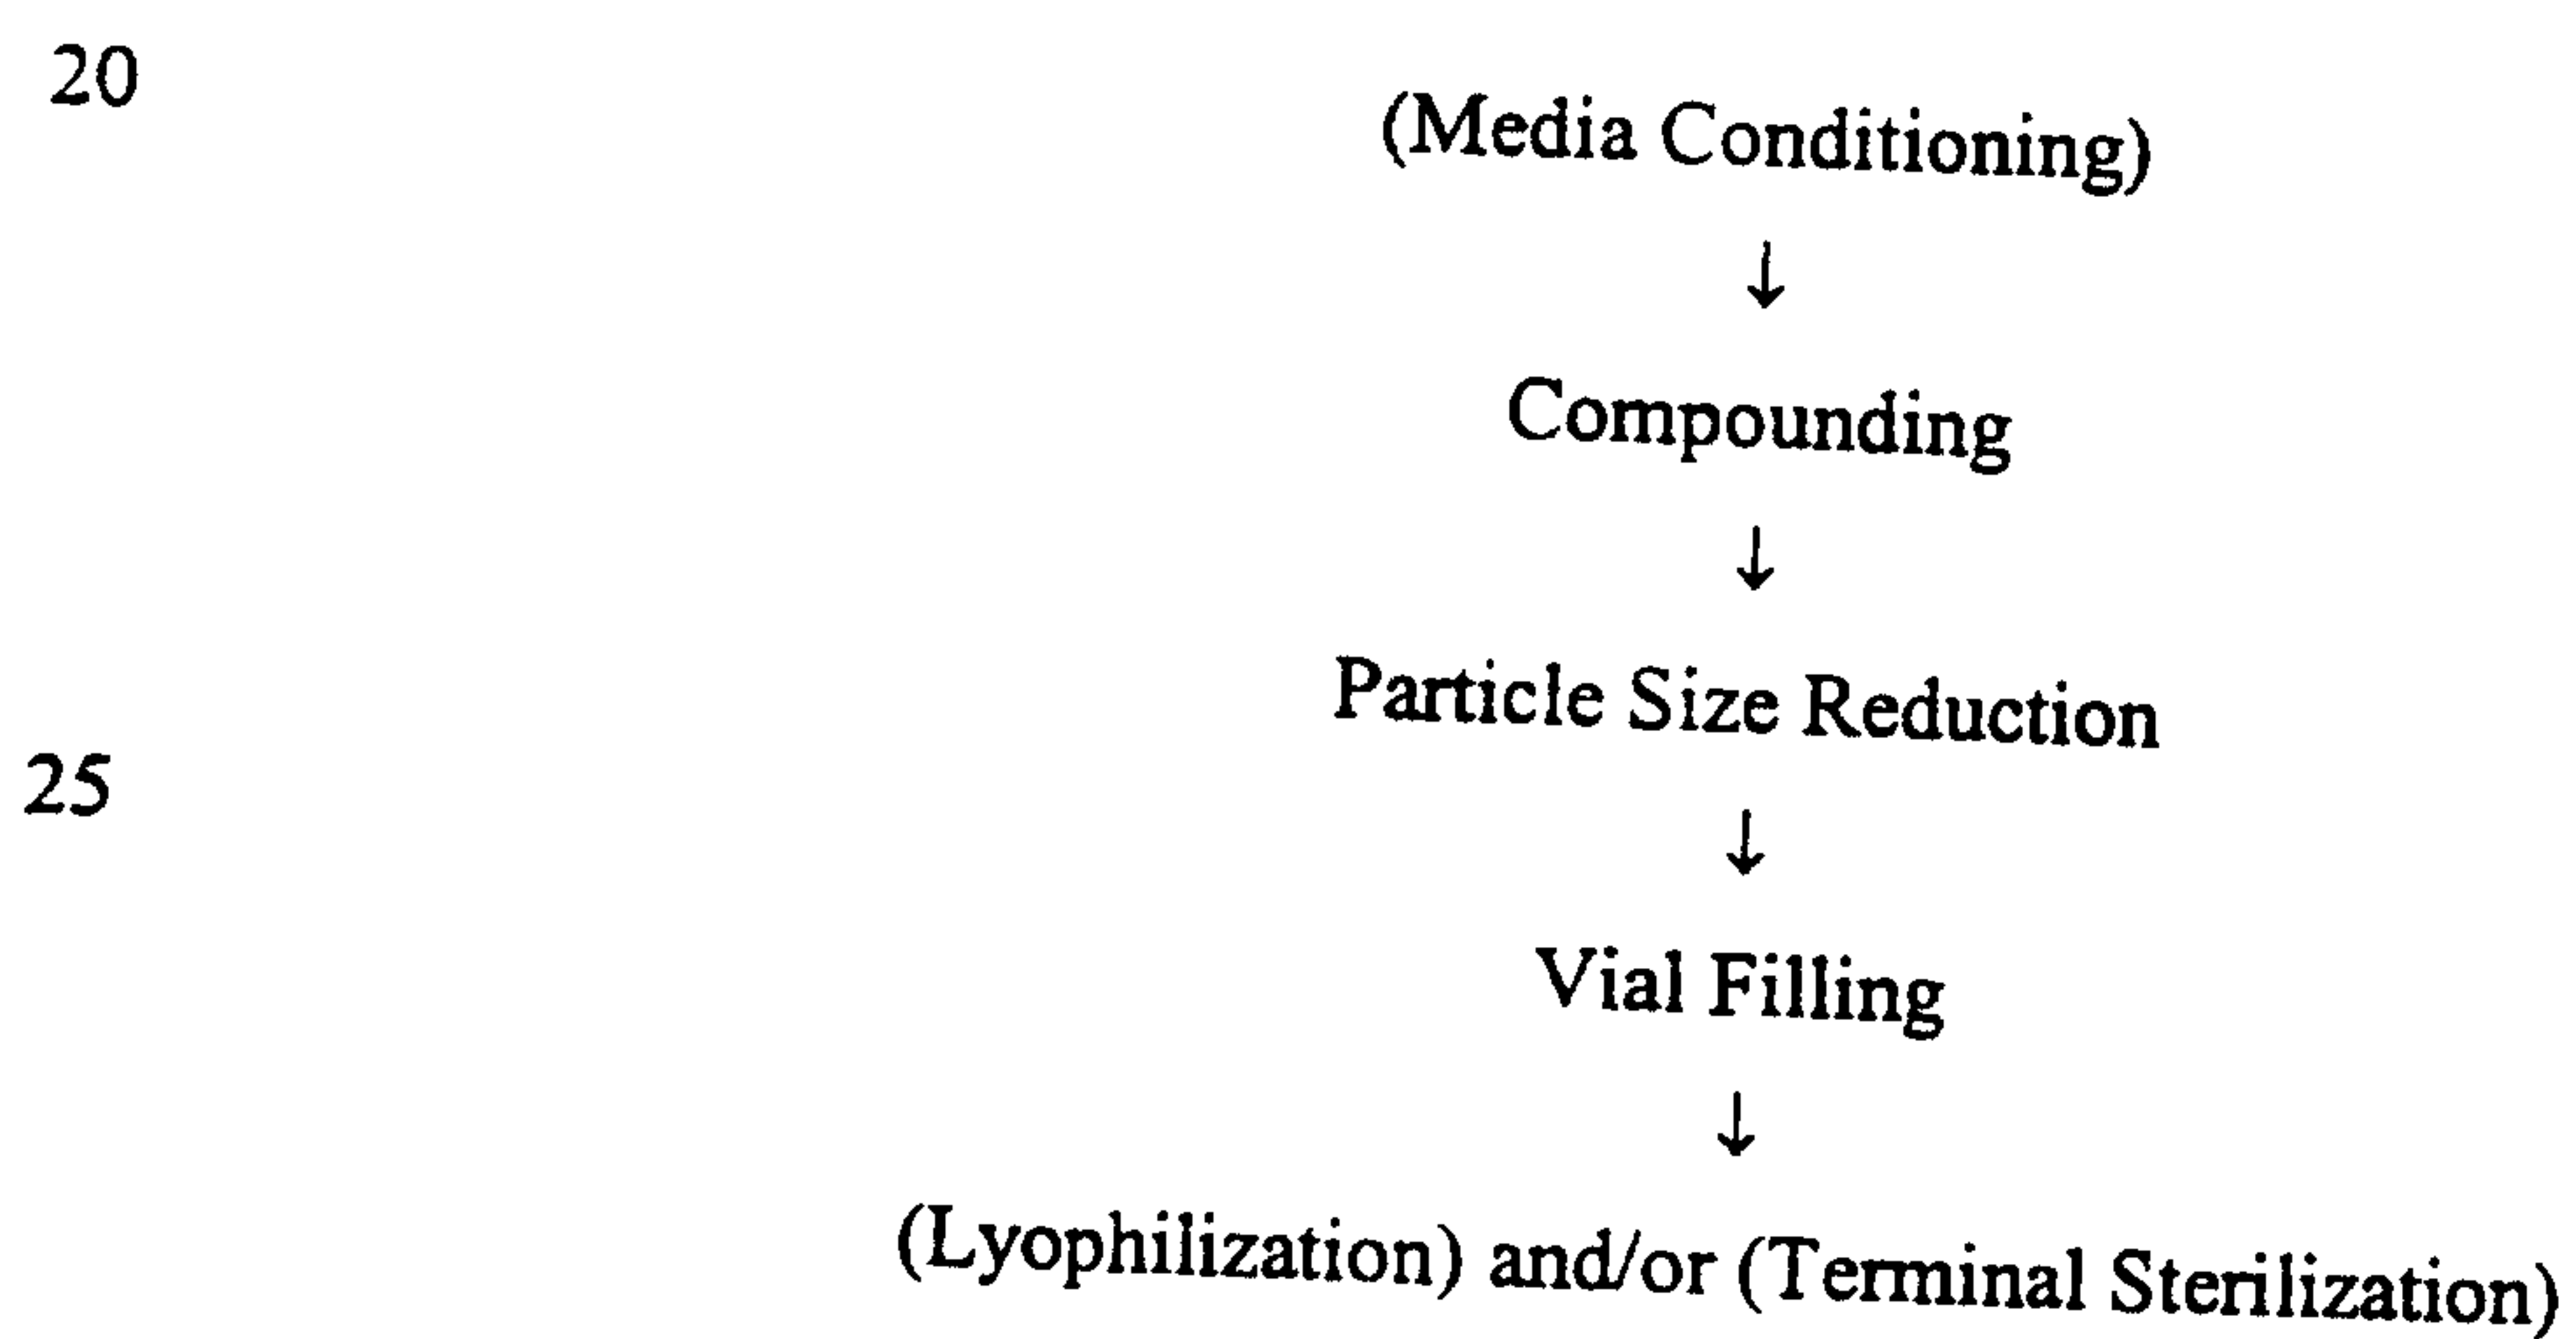 20
(Media Conditioning)
↓
Compounding
↓
Particle Size Reduction
25
↓
Vial Filling
↓
(Lyophilization) and/or (Terminal Sterilization)